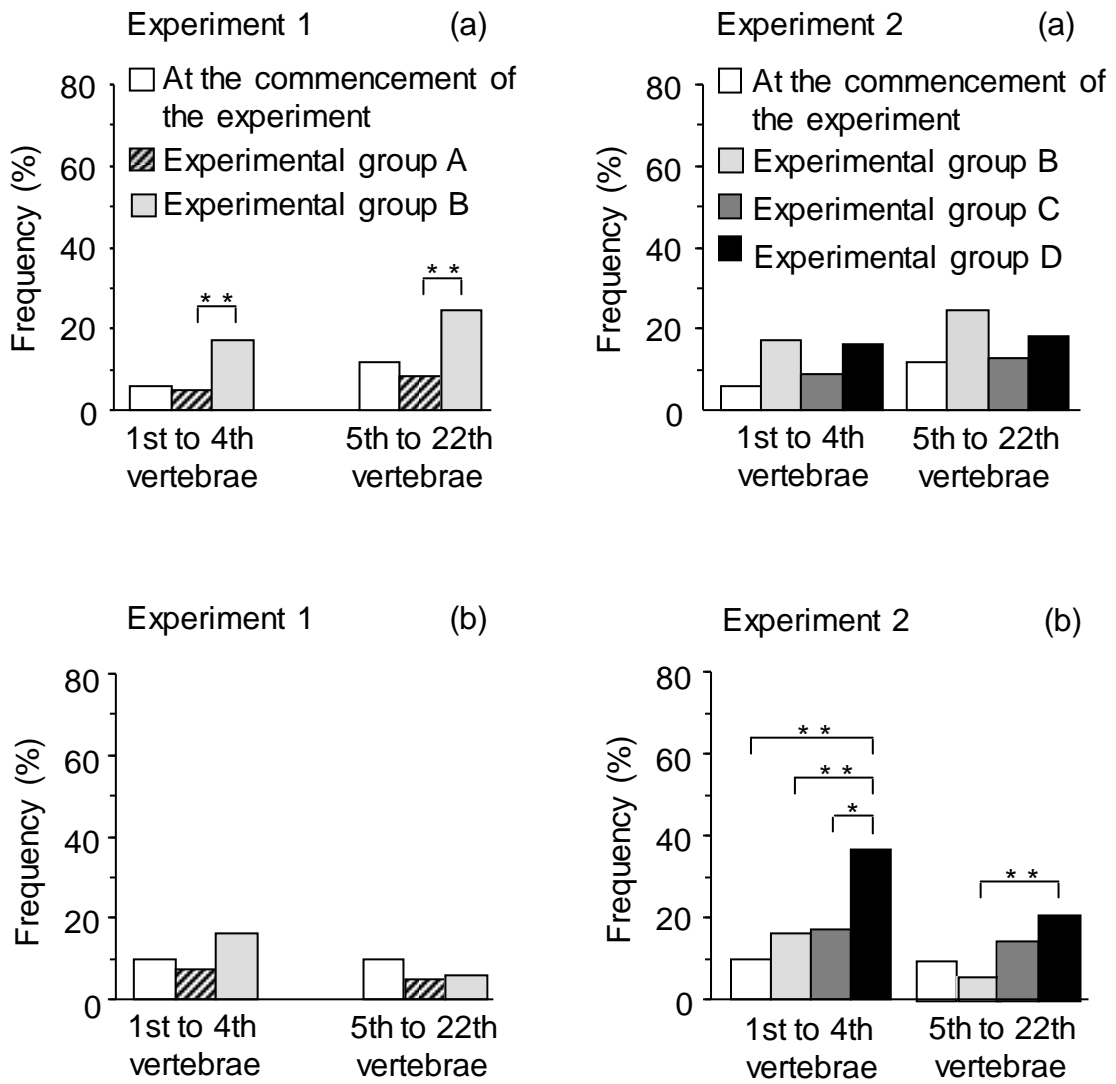 Experiment 1 (a)
80
60
40
20
0
Frequency (%)
At the commencement of
the experiment
Experimental group A
Experimental group B
* *
* *
1st to 4th
vertebrae
5th to 22th
vertebrae
Experiment 2 (a)
80
60
40
20
0
Frequency (%)
At the commencement of
the experiment
Experimental group B
Experimental group C
Experimental group D
1st to 4th
vertebrae
5th to 22th
vertebrae
Experiment 1 (b)
80
60
40
20
0
Frequency (%)
1st to 4th
vertebrae
5th to 22th
vertebrae
Experiment 2 (b)
80
60
40
20
0
Frequency (%)
* *
* *
*
* *
1st to 4th
vertebrae
5th to 22th
vertebrae